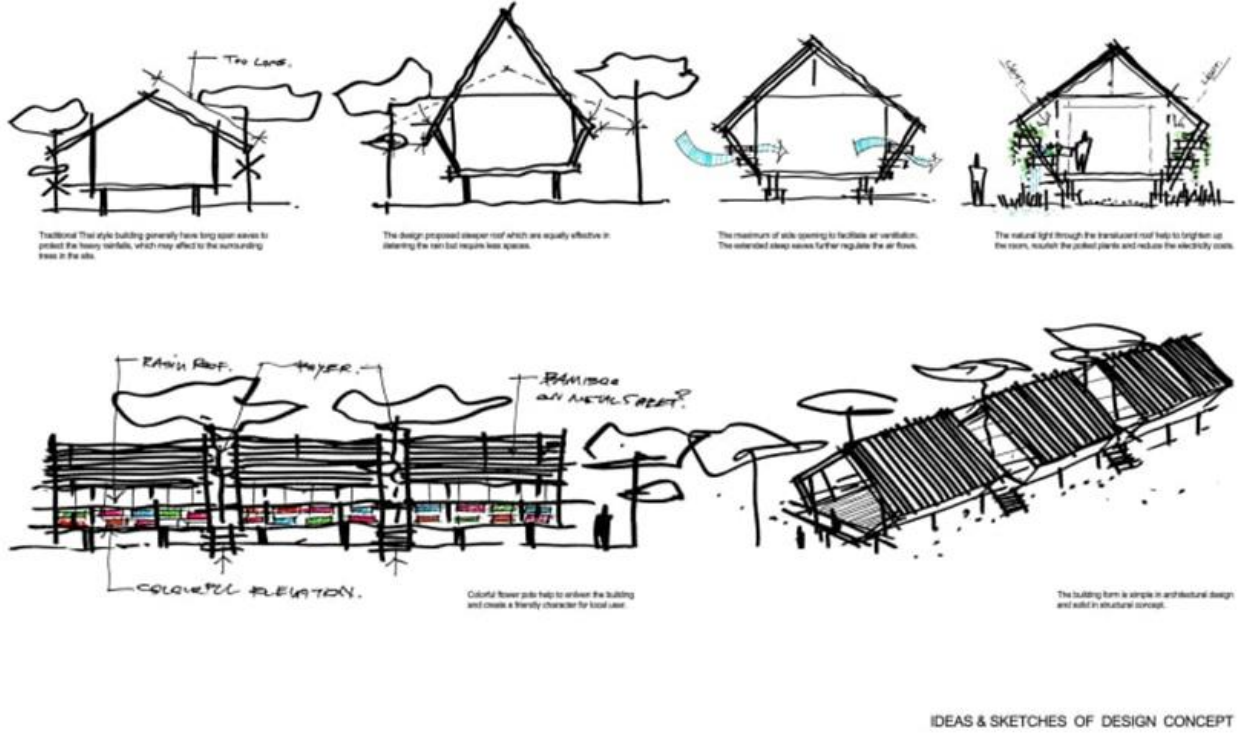 TOO LONG.
Traditional Thai style building generally have long span eaves to
protect the heavy rainfalls, which may affect to the surrounding
trees in the site.
The design proposed steeper roof which are equally effective in
detering the rain but require less spaces.
The maximum of side opening to facilitate air ventilation.
The extended steep eaves further regulate the air flows.
LIGHT
LIGHT
The natural light through the translucent roof help to brighten up
the room, nourish the potted plants and reduce the electricity costs.
ROOF.
FOYER.
BAMBOO
ON METAL SHEET?
COLOURFUL ELEVATION.
Colorful flower pots help to enliven the building
and create a friendly character for local user.
The building form is simple in architectural design
and solid in structural concept.
IDEAS & SKETCHES OF DESIGN CONCEPT